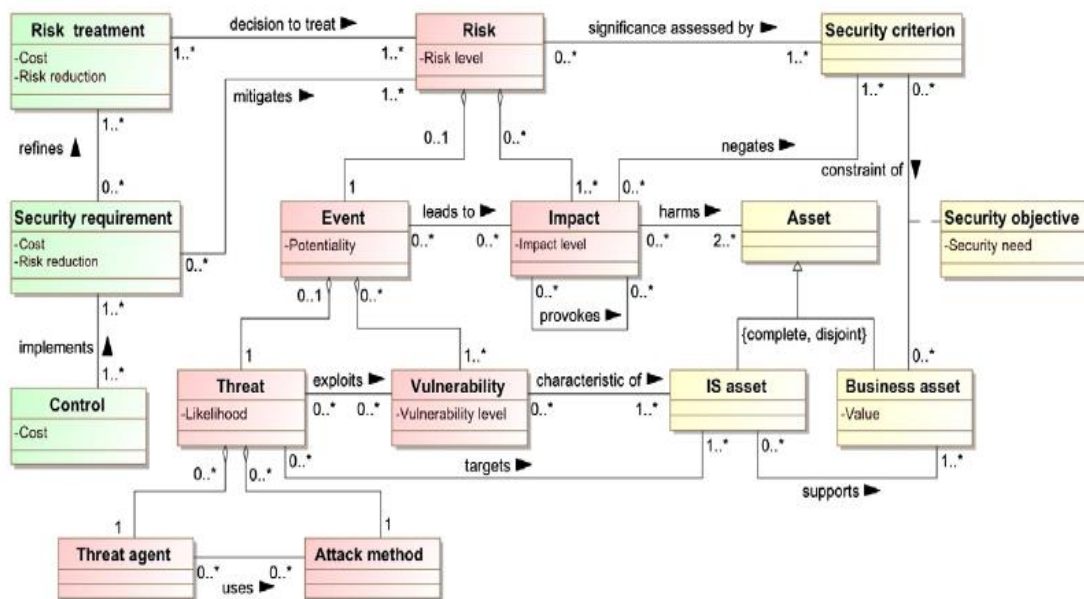 Risk treatment
-Cost
-Risk reduction
decision to treat ►
1..*
1..*
Risk
-Risk level
significance assessed by ►
0..*
1..*
Security criterion
mitigates ►
1..*
1..*
0..1
0..*
1..*
0..*
refines ▲
negates ►
constraint of ▼
0..*
1
1..*
0..*
Security requirement
-Cost
-Risk reduction
0..*
Event
-Potentiality
leads to ►
0..*
0..*
Impact
-Impact level
harms ►
0..*
2..*
Asset
Security objective
-Security need
1..*
0..1
0..*
0..*
0..*
provokes ►
implements ▲
{complete, disjoint}
1..*
1
1..*
0..*
Control
-Cost
Threat
-Likelihood
exploits ►
0..*
0..*
Vulnerability
-Vulnerability level
characteristic of ►
0..*
1..*
IS asset
Business asset
-Value
0..*
0..*
0..*
targets ►
1..*
0..*
supports ►
1..*
1
1
Threat agent
0..*
uses ►
0..*
Attack method